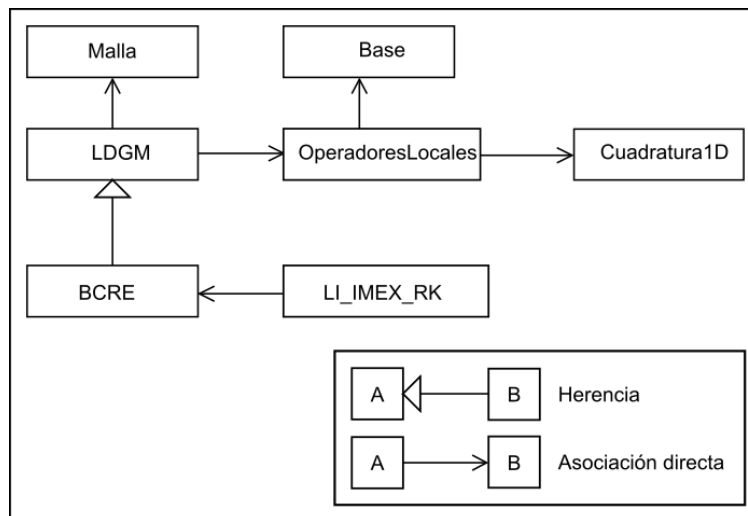 Malla
Base
LDGM
OperadoresLocales
Cuadratura1D
BCRE
LI_IMEX_RK
A
B
Herencia
A
B
Asociación directa